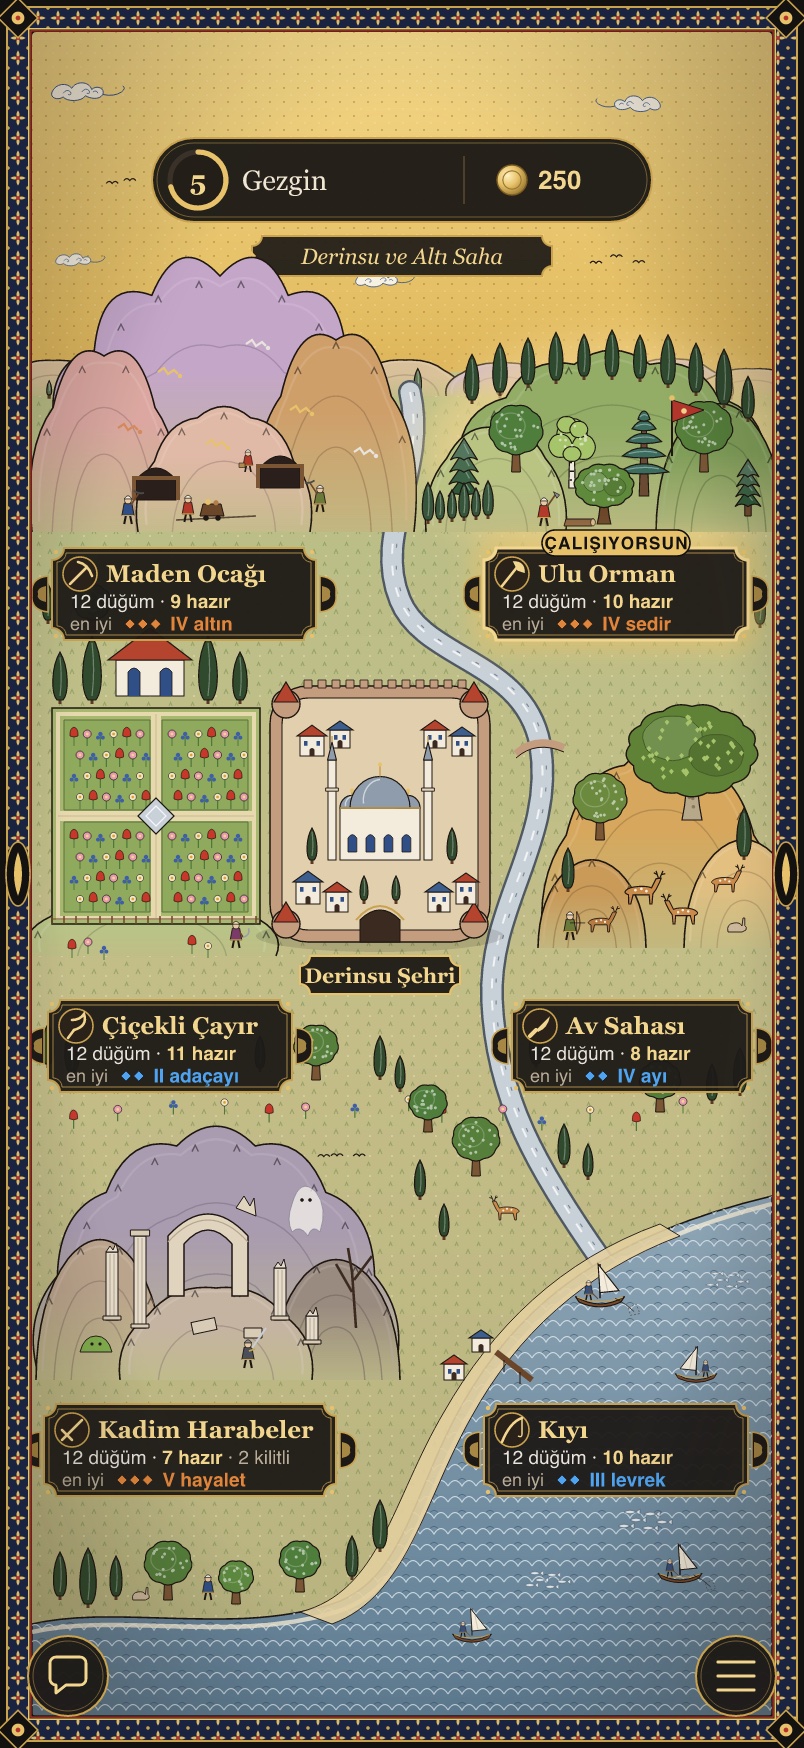 5 Gezgin 250
Derinsu ve Altı Saha
Maden Ocağı
12 düğüm · 9 hazır
en iyi ◆◆◆ IV altın
ÇALIŞIYORSUN
Ulu Orman
12 düğüm · 10 hazır
en iyi ◆◆◆ IV sedir
Derinsu Şehri
Çiçekli Çayır
12 düğüm · 11 hazır
en iyi ◆◆ II adaçayı
Av Sahası
12 düğüm · 8 hazır
en iyi ◆◆ IV ayı
Kadim Harabeler
12 düğüm · 7 hazır · 2 kilitli
en iyi ◆◆◆ V hayalet
Kıyı
12 düğüm · 10 hazır
en iyi ◆◆ III levrek